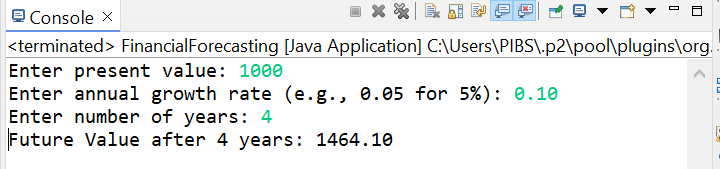 Console ×
<terminated> FinancialForecasting [Java Application] C:\Users\PIBS\.p2\pool\plugins\org.
Enter present value: 1000
Enter annual growth rate (e.g., 0.05 for 5%): 0.10
Enter number of years: 4
Future Value after 4 years: 1464.10